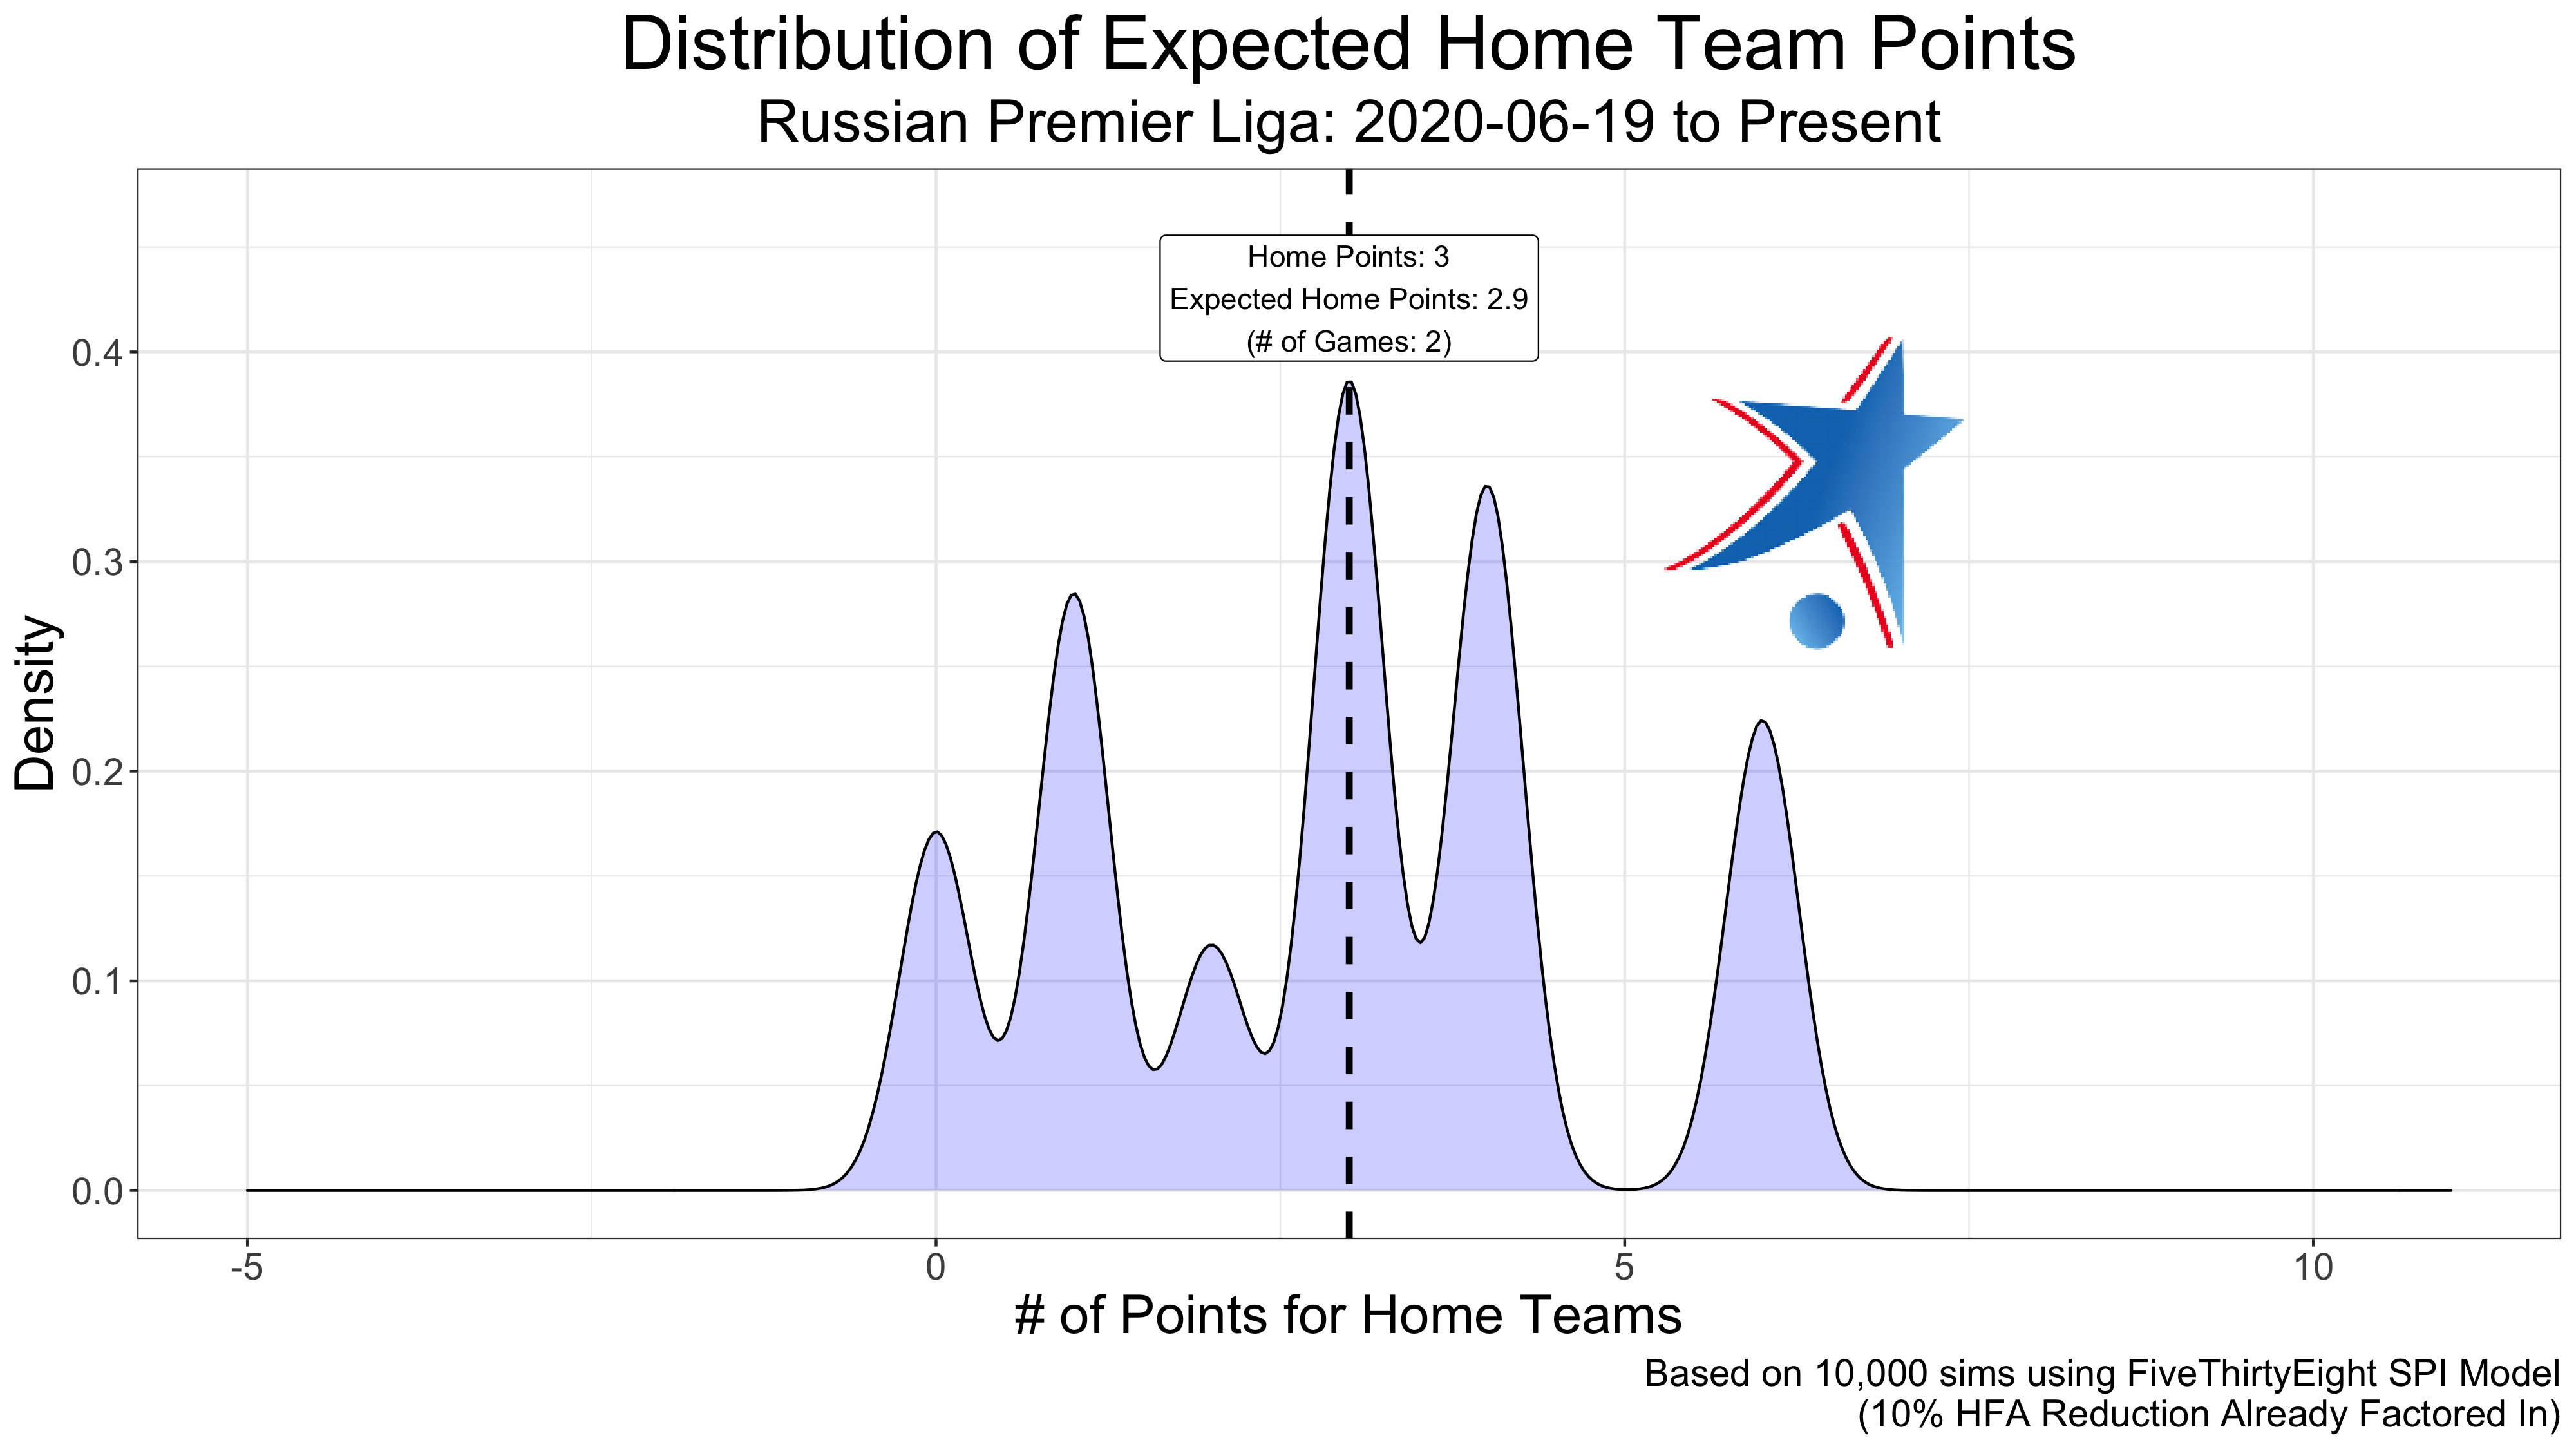 Distribution of Expected Home Team Points
Russian Premier Liga: 2020-06-19 to Present
Home Points: 3
Expected Home Points: 2.9
(# of Games: 2)
Density
0.4
0.3
0.2
0.1
0.0
-5 0 5 10
# of Points for Home Teams
Based on 10,000 sims using FiveThirtyEight SPI Model
(10% HFA Reduction Already Factored In)